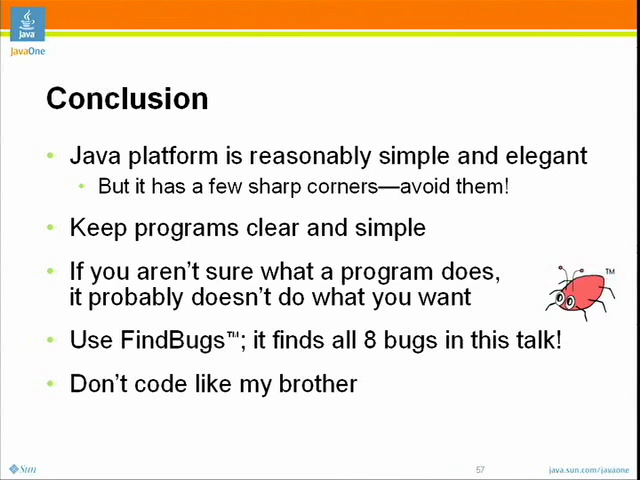 Java
JavaOne
Conclusion
• Java platform is reasonably simple and elegant
• But it has a few sharp corners—avoid them!
• Keep programs clear and simple
• If you aren't sure what a program does,
it probably doesn't do what you want
TM
• Use FindBugs™; it finds all 8 bugs in this talk!
• Don't code like my brother
Sun
57
java.sun.com/javaone